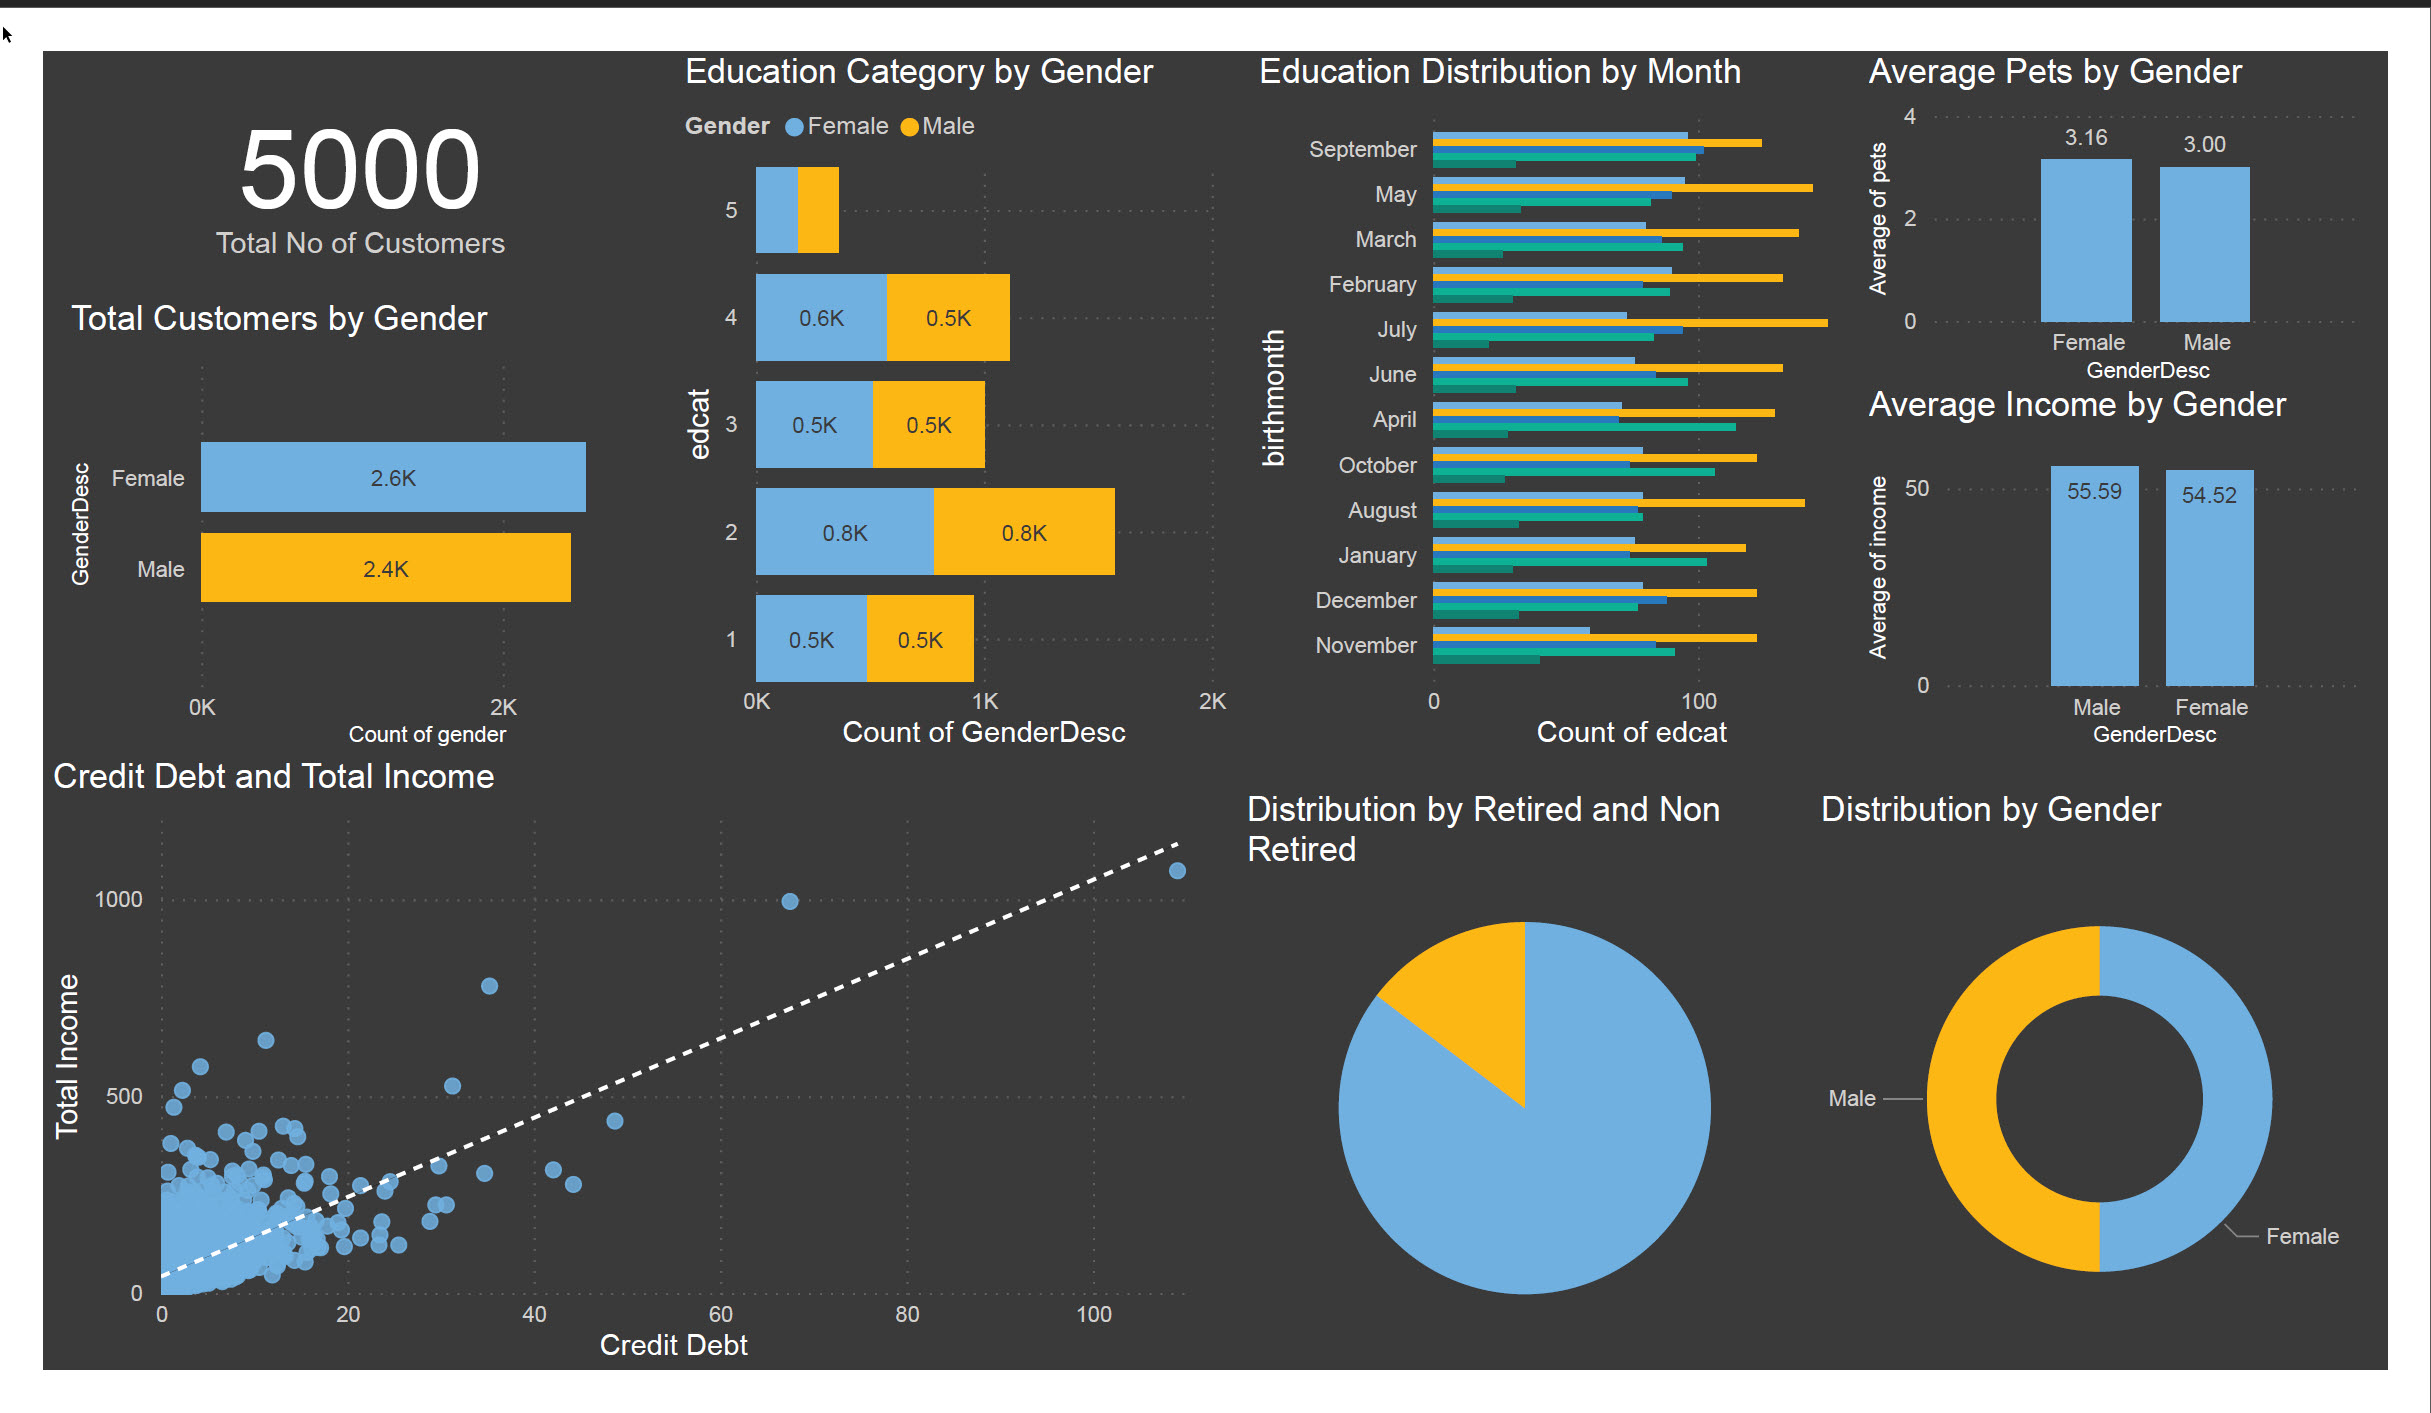 5000
Total No of Customers
Total Customers by Gender
GenderDesc
Female
2.6K
Male
2.4K
0K
2K
Count of gender
Education Category by Gender
Gender
Female
Male
edcat
5
4
0.6K
0.5K
3
0.5K
0.5K
2
0.8K
0.8K
1
0.5K
0.5K
0K
1K
2K
Count of GenderDesc
Education Distribution by Month
birthmonth
September
May
March
February
July
June
April
October
August
January
December
November
0
100
Count of edcat
Average Pets by Gender
Average of pets
4
2
0
3.16
3.00
Female
Male
GenderDesc
Average Income by Gender
Average of income
50
0
55.59
54.52
Male
Female
GenderDesc
Credit Debt and Total Income
Total Income
1000
500
0
0
20
40
60
80
100
Credit Debt
Distribution by Retired and Non
Retired
Distribution by Gender
Male
Female